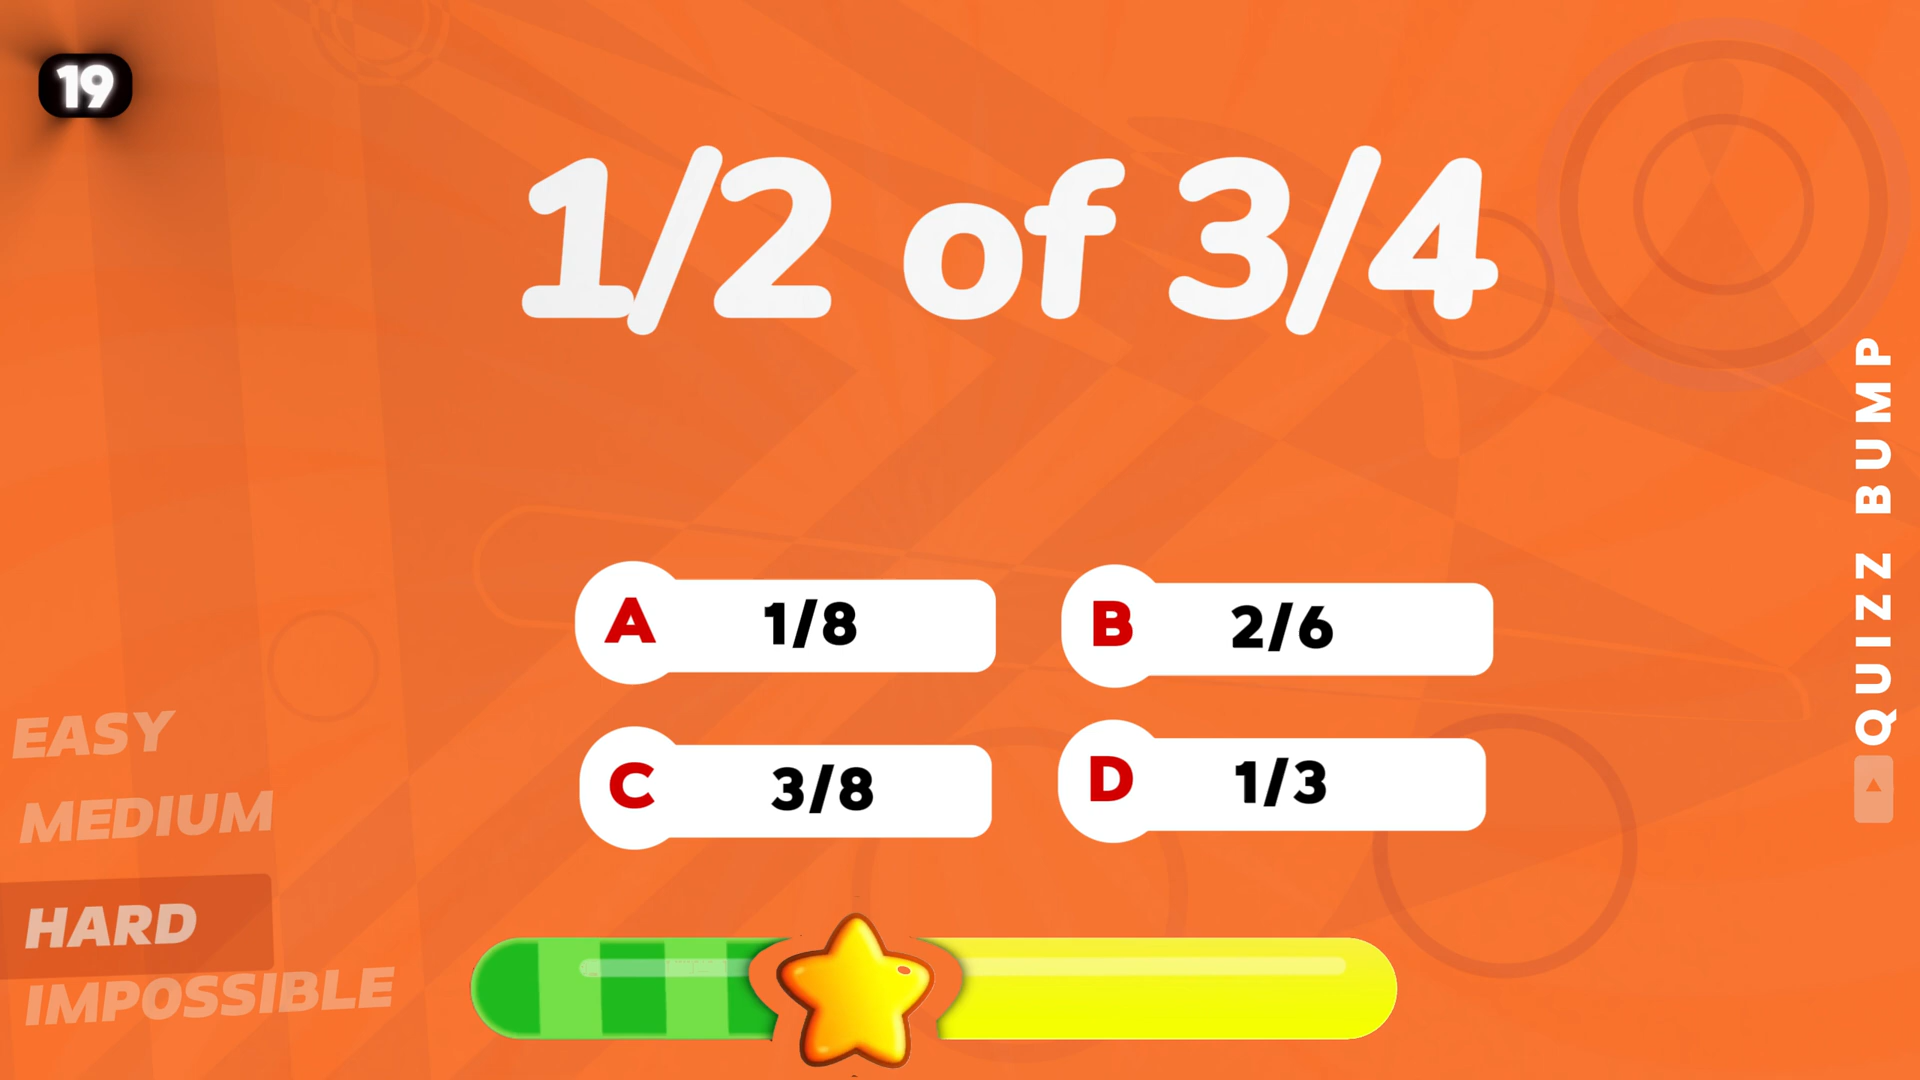 19
1/2 of 3/4
A 1/8
B 2/6
C 3/8
D 1/3
EASY
MEDIUM
HARD
IMPOSSIBLE
QUIZZ BUMP